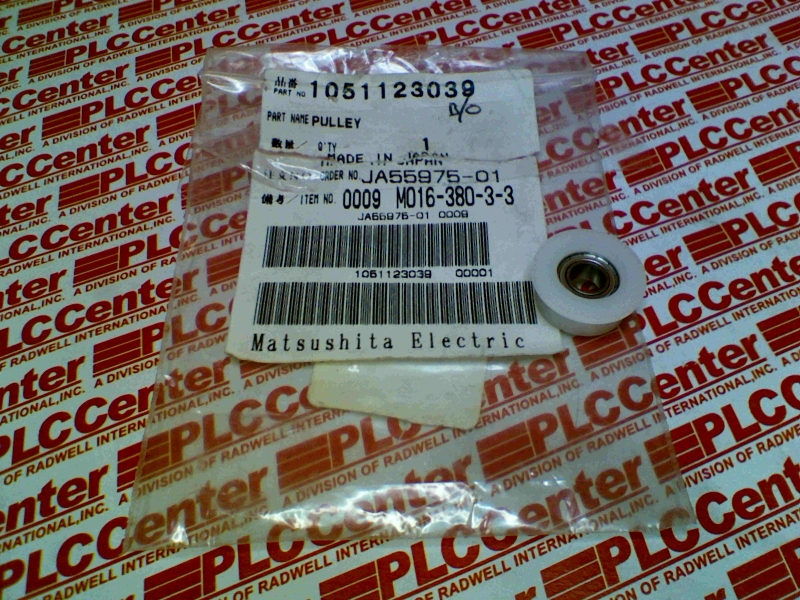 品番
PART NO 1051123039
B/O
PART NAME PULLEY
数量/ Q'TY 1
MADE IN JAPAN
ORDER NO. JA55975-01
備考/ITEM NO. 0009 M016-380-3-3
JA55975-01 0009
1051123039 00001
Matsushita Electric
PLCCenter
A DIVISION OF RADWELL INTERNATIONAL, INC.